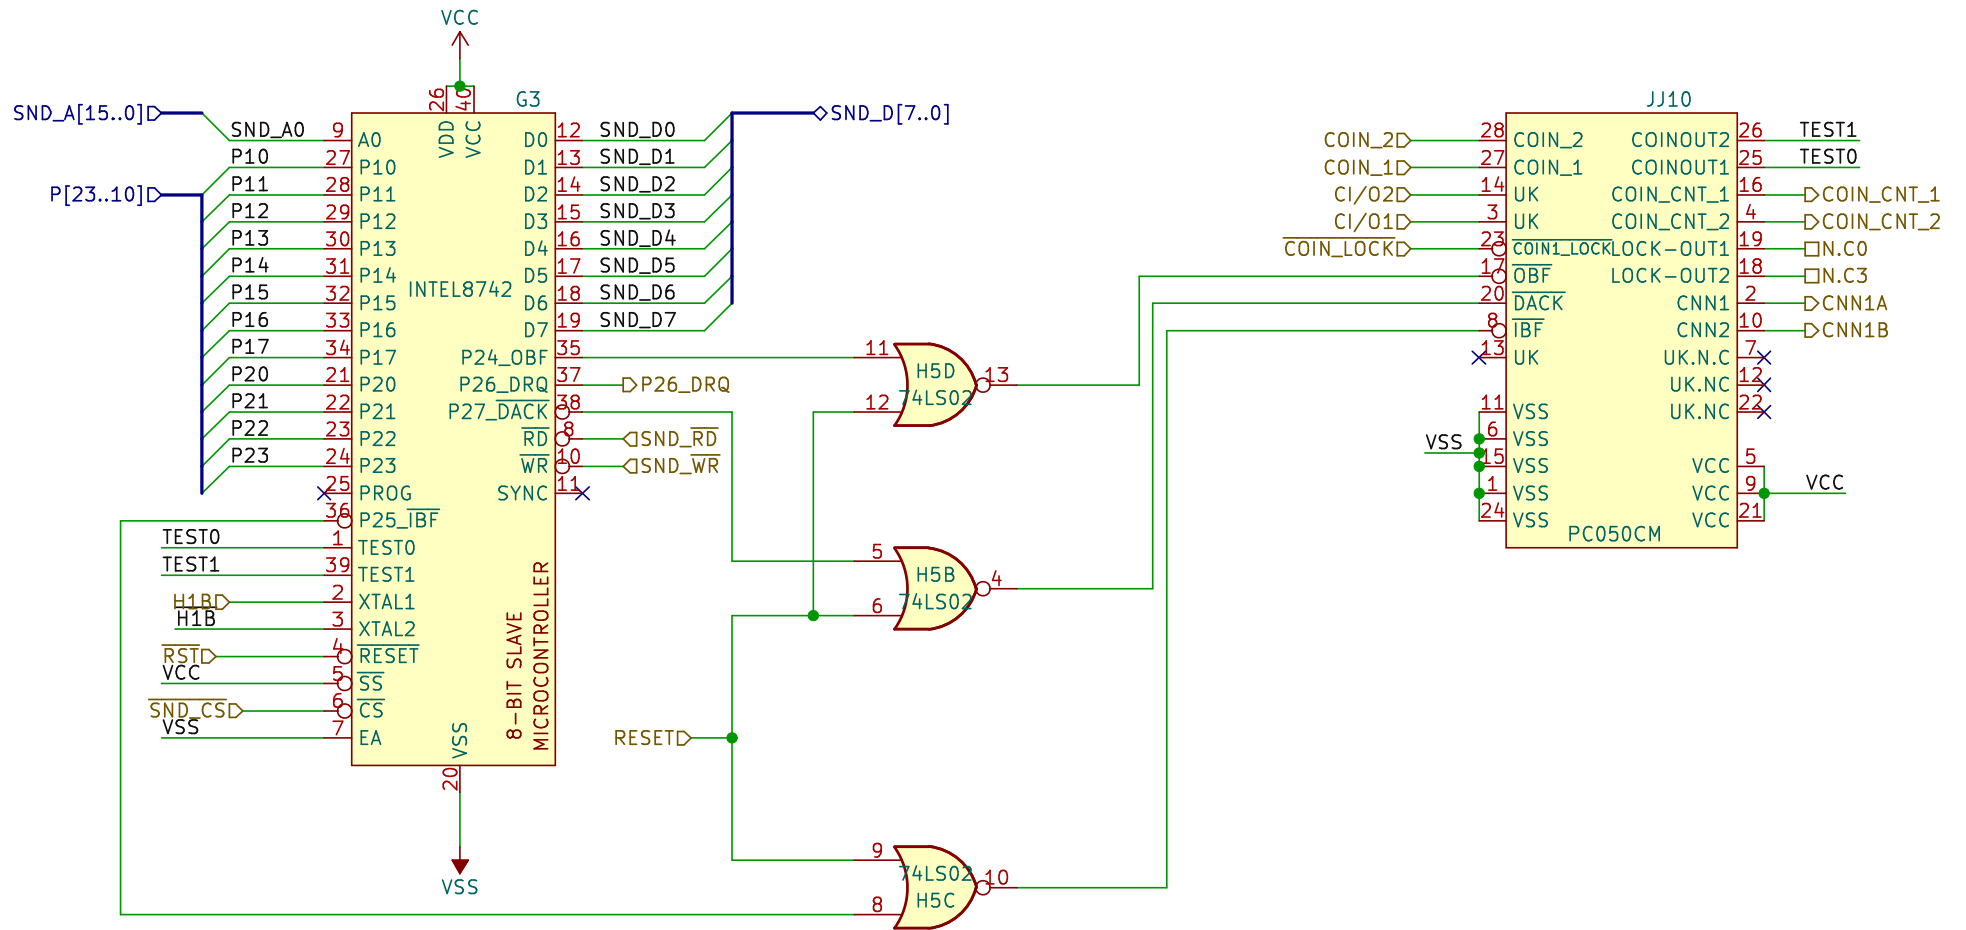 VCC
SND_A[15..0]
P[23..10]
SND_A0
P10
P11
P12
P13
P14
P15
P16
P17
P20
P21
P22
P23
TEST0
TEST1
H1B
H1B
RST
VCC
SND_CS
VSS
G3
26 VDD
40 VCC
9 A0
27 P10
28 P11
29 P12
30 P13
31 P14
32 P15
33 P16
34 P17
21 P20
22 P21
23 P22
24 P23
25 PROG
36 P25_IBF
1 TEST0
39 TEST1
2 XTAL1
3 XTAL2
4 RESET
5 SS
6 CS
7 EA
INTEL8742
8-BIT SLAVE
MICROCONTROLLER
D0 12
D1 13
D2 14
D3 15
D4 16
D5 17
D6 18
D7 19
P24_OBF 35
P26_DRQ 37
P27_DACK 38
RD 8
WR 10
SYNC 11
VSS 20
VSS
SND_D0
SND_D1
SND_D2
SND_D3
SND_D4
SND_D5
SND_D6
SND_D7
SND_D[7..0]
P26_DRQ
SND_RD
SND_WR
RESET
11
12
H5D
74LS02
13
5
6
H5B
74LS02
4
9
8
74LS02
H5C
10
COIN_2
COIN_1
CI/O2
CI/O1
COIN_LOCK
VSS
JJ10
28 COIN_2
27 COIN_1
14 UK
3 UK
23 COIN1_LOCK
17 OBF
20 DACK
8 IBF
13 UK
11 VSS
6 VSS
15 VSS
1 VSS
24 VSS
PC050CM
COINOUT2 26
COINOUT1 25
COIN_CNT_1 16
COIN_CNT_2 4
LOCK-OUT1 19
LOCK-OUT2 18
CNN1 2
CNN2 10
UK.N.C 7
UK.NC 12
UK.NC 22
VCC 5
VCC 9
VCC 21
TEST1
TEST0
COIN_CNT_1
COIN_CNT_2
N.C0
N.C3
CNN1A
CNN1B
VCC